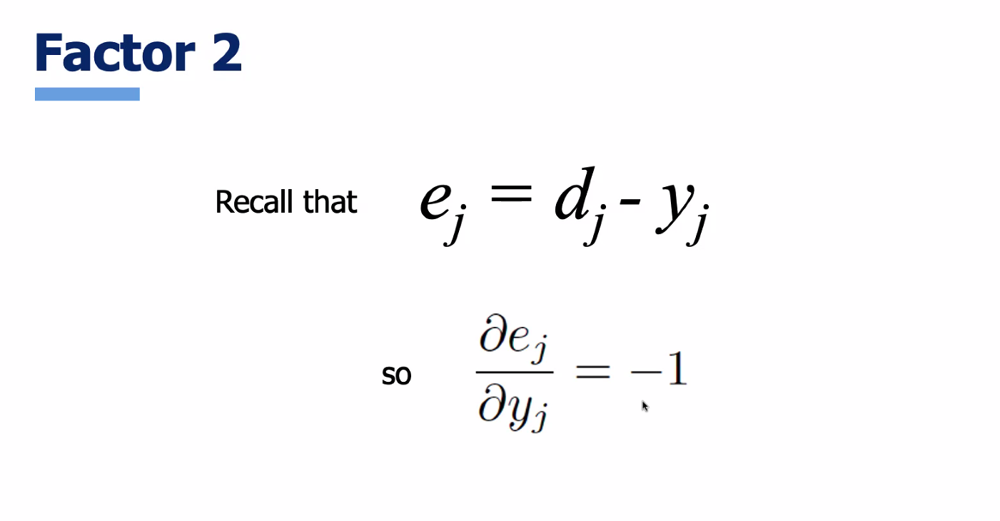 Factor 2
Recall that e_j = d_j - y_j
so ∂e_j/∂y_j = −1